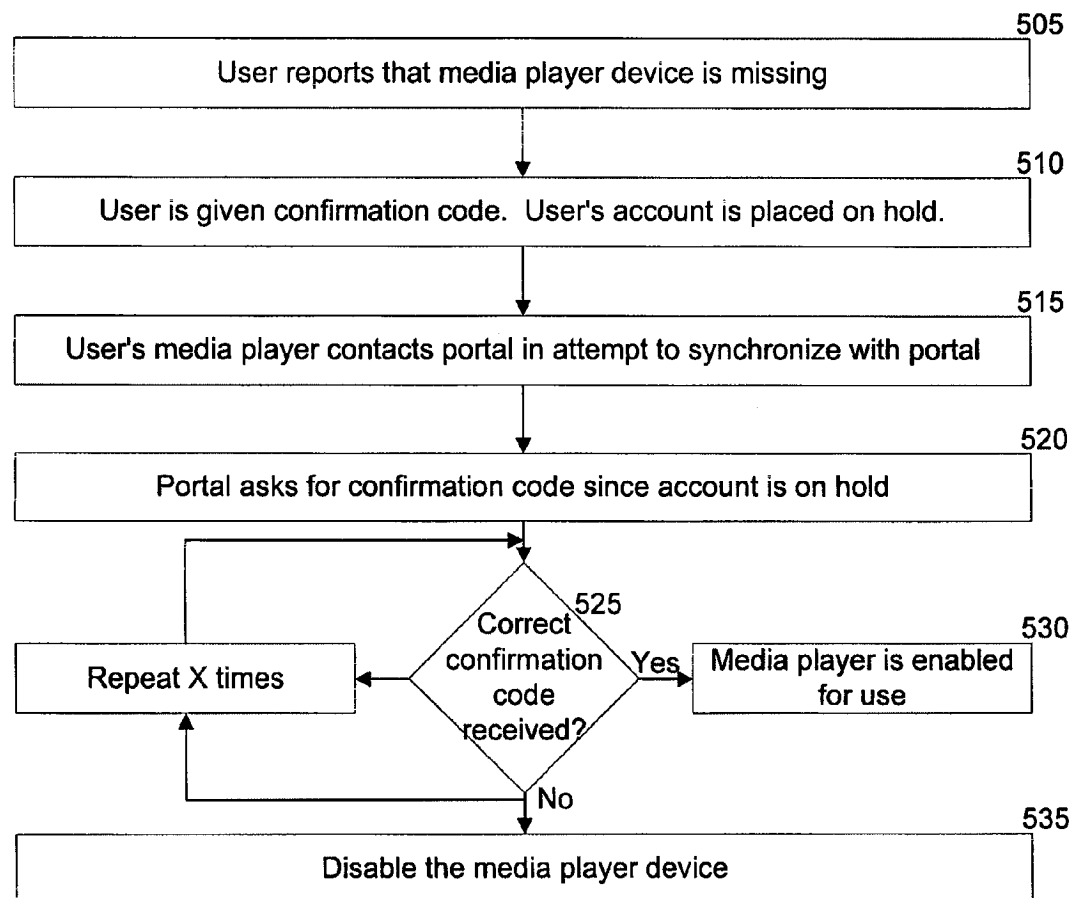 505
User reports that media player device is missing
510
User is given confirmation code. User's account is placed on hold.
515
User's media player contacts portal in attempt to synchronize with portal
520
Portal asks for confirmation code since account is on hold
525
Correct
confirmation
code
received?
Repeat X times
Yes
530
Media player is enabled
for use
No
535
Disable the media player device